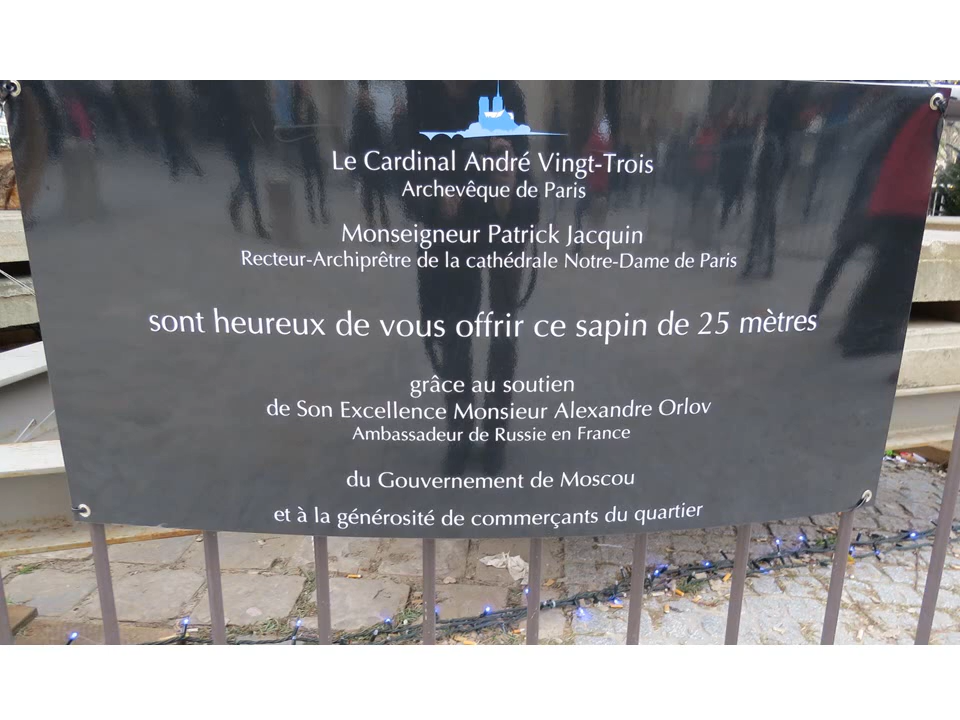 Le Cardinal André Vingt-Trois
Archevêque de Paris
Monseigneur Patrick Jacquin
Recteur-Archiprêtre de la cathédrale Notre-Dame de Paris
sont heureux de vous offrir ce sapin de 25 mètres
grâce au soutien
de Son Excellence Monsieur Alexandre Orlov
Ambassadeur de Russie en France
du Gouvernement de Moscou
et à la générosité de commerçants du quartier